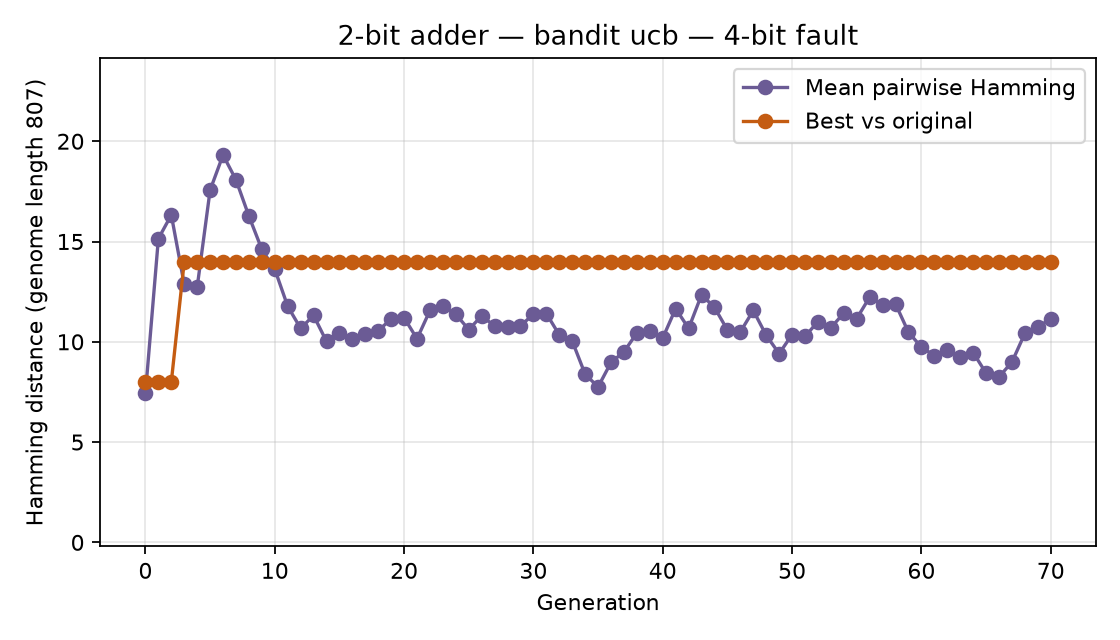 2-bit adder — bandit ucb — 4-bit fault
Mean pairwise Hamming
Best vs original
Hamming distance (genome length 807)
20
15
10
5
0
0 10 20 30 40 50 60 70
Generation